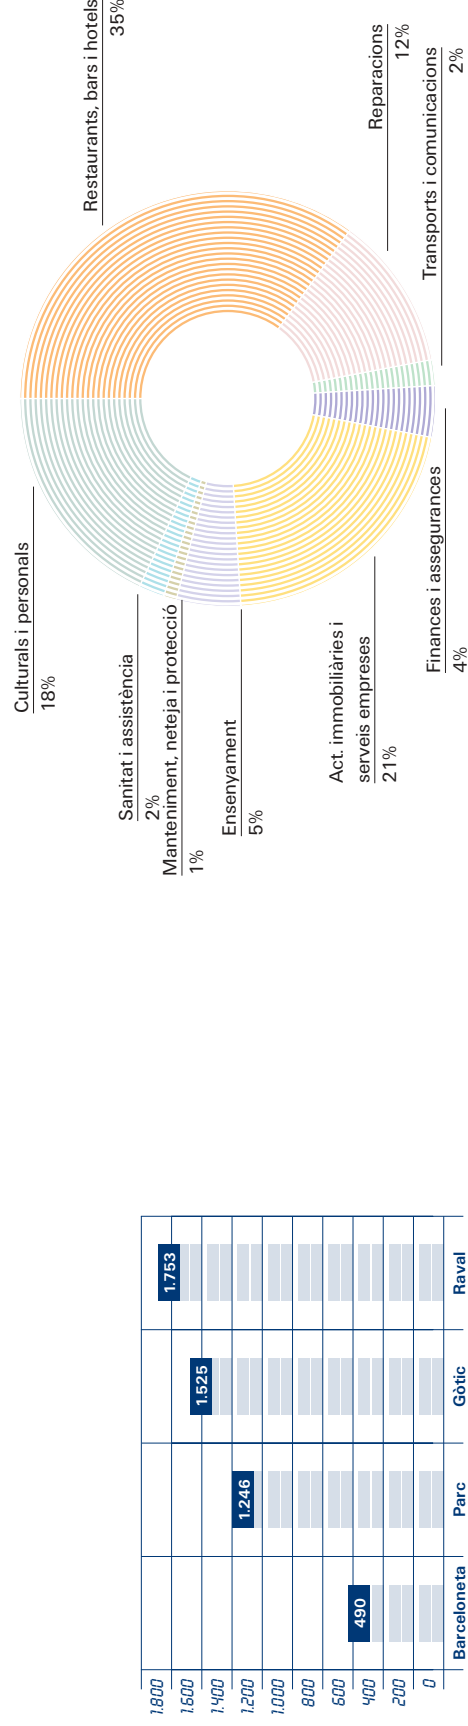 Restaurants, bars i hotels
35%
Reparacions
12%
Transports i comunicacions
2%
Finances i assegurances
4%
Act. immobiliàries i
serveis empreses
21%
Ensenyament
5%
Manteniment, neteja i protecció
1%
Sanitat i assistència
2%
Culturals i personals
18%
1.800
1.600
1.400
1.200
1.000
800
600
400
200
0
490
1.246
1.525
1.753
Barceloneta
Parc
Gòtic
Raval